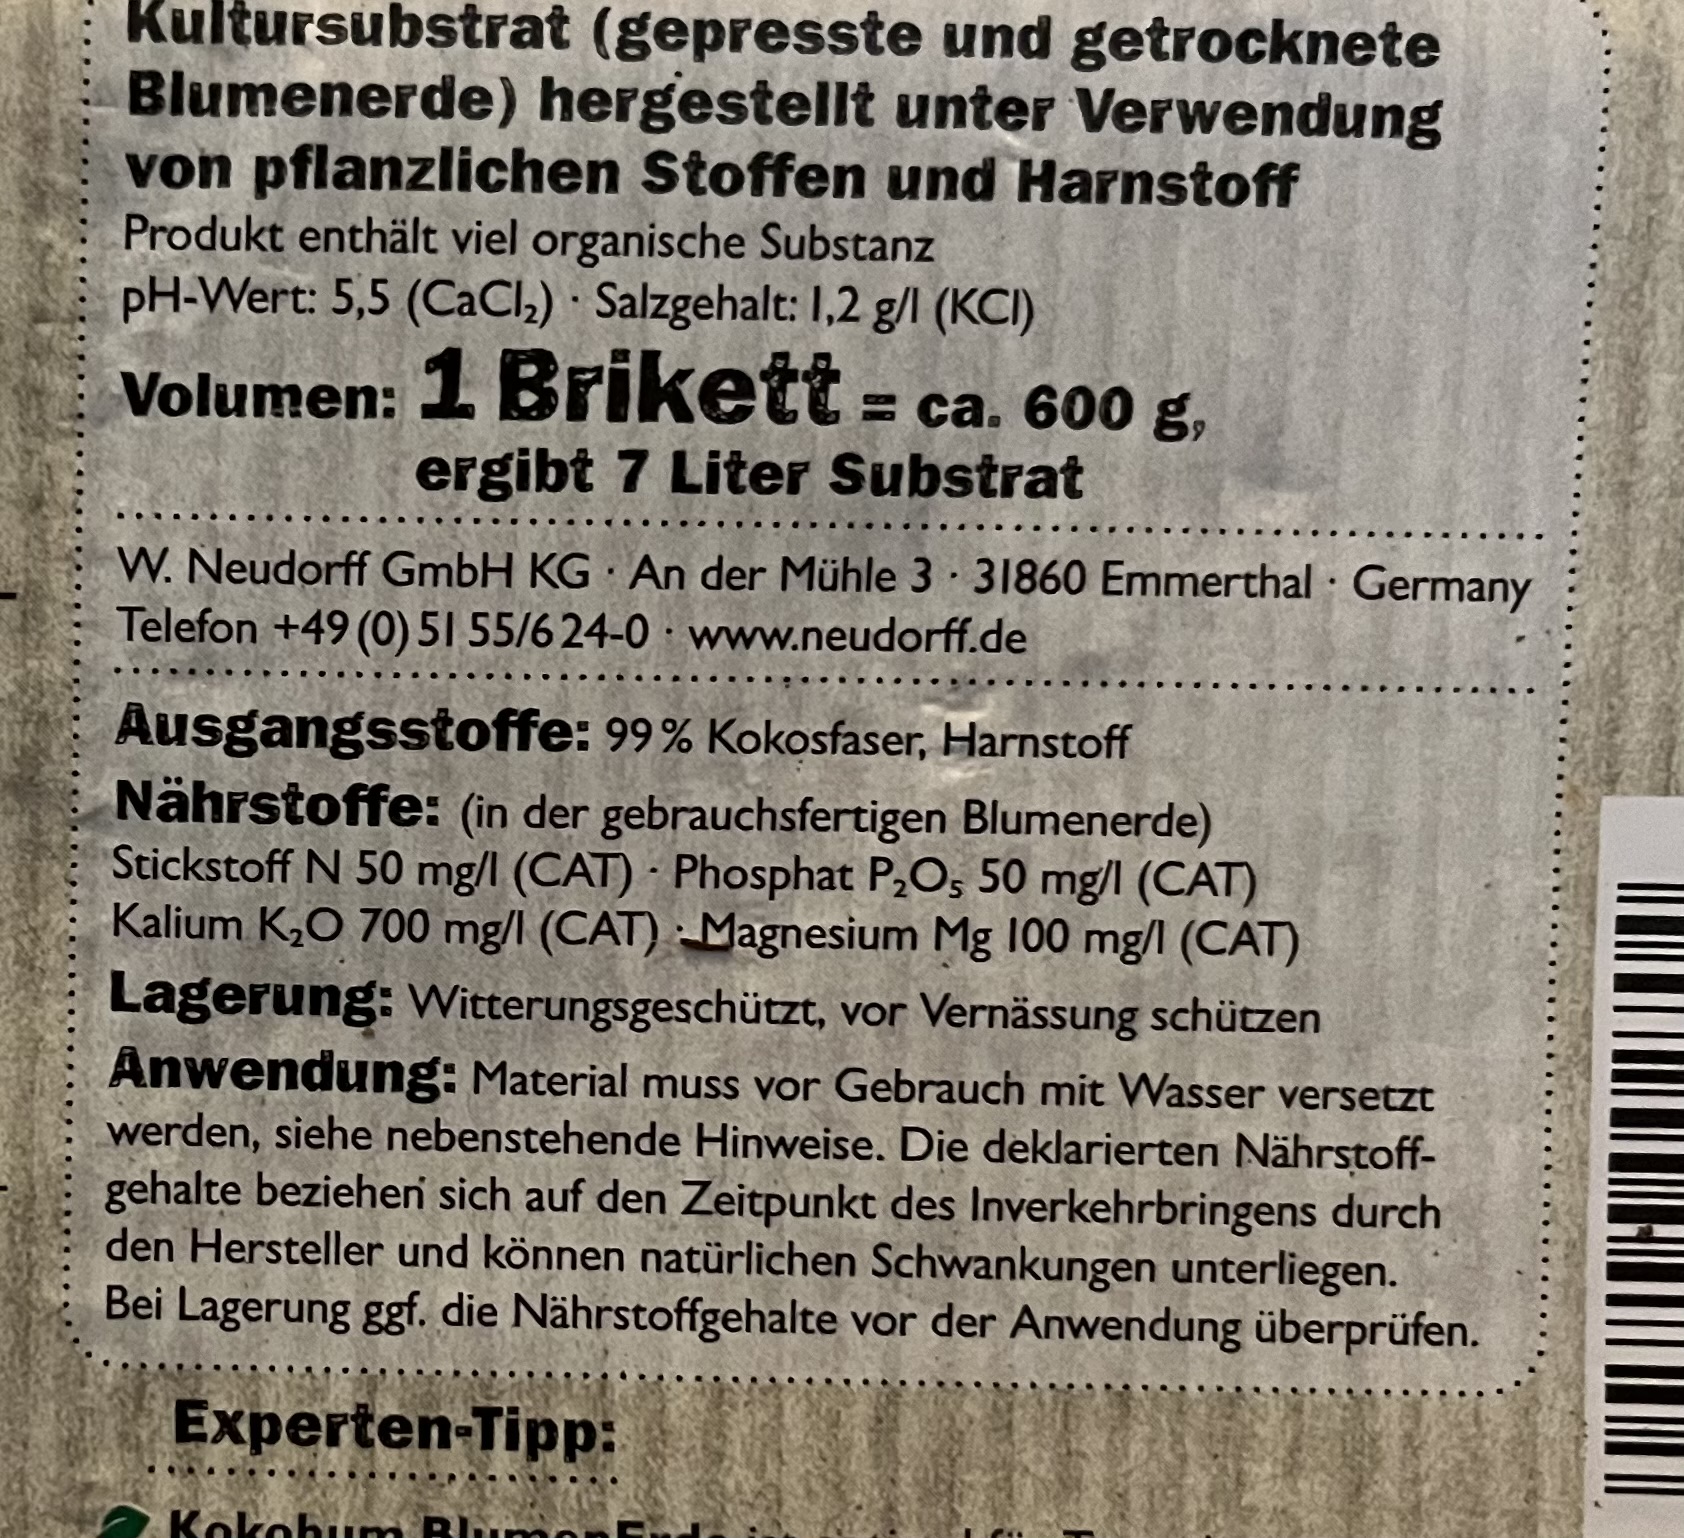 Kultursubstrat (gepresste und getrocknete
Blumenerde) hergestellt unter Verwendung
von pflanzlichen Stoffen und Harnstoff
Produkt enthält viel organische Substanz
pH-Wert: 5,5 (CaCl₂) · Salzgehalt: 1,2 g/l (KCl)
Volumen: 1 Brikett = ca. 600 g,
ergibt 7 Liter Substrat
W. Neudorff GmbH KG · An der Mühle 3 · 31860 Emmerthal · Germany
Telefon +49 (0) 51 55/6 24-0 · www.neudorff.de
Ausgangsstoffe: 99 % Kokosfaser, Harnstoff
Nährstoffe: (in der gebrauchsfertigen Blumenerde)
Stickstoff N 50 mg/l (CAT) · Phosphat P₂O₅ 50 mg/l (CAT)
Kalium K₂O 700 mg/l (CAT) · Magnesium Mg 100 mg/l (CAT)
Lagerung: Witterungsgeschützt, vor Vernässung schützen
Anwendung: Material muss vor Gebrauch mit Wasser versetzt
werden, siehe nebenstehende Hinweise. Die deklarierten Nährstoff-
gehalte beziehen sich auf den Zeitpunkt des Inverkehrbringens durch
den Hersteller und können natürlichen Schwankungen unterliegen.
Bei Lagerung ggf. die Nährstoffgehalte vor der Anwendung überprüfen.
Experten-Tipp:
Kokohum BlumenErde